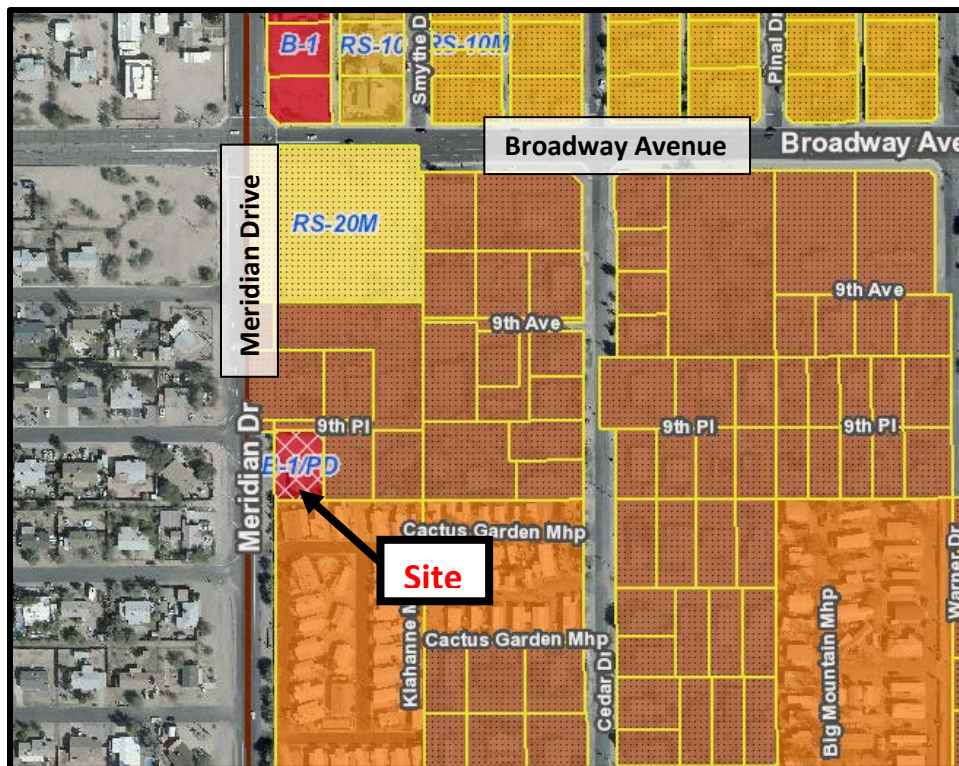 B-1
RS-10
RS-10M
Smythe D
Pinal Dr
Broadway Avenue
Broadway Ave
Meridian Drive
RS-20M
9th Ave
9th Ave
9th Pl
9th Pl
9th Pl
B-1/PD
Meridian Dr
Cactus Garden Mhp
Site
Klahanne M
Cactus Garden Mhp
Cedar Dr
Big Mountain Mhp
Warner Dr